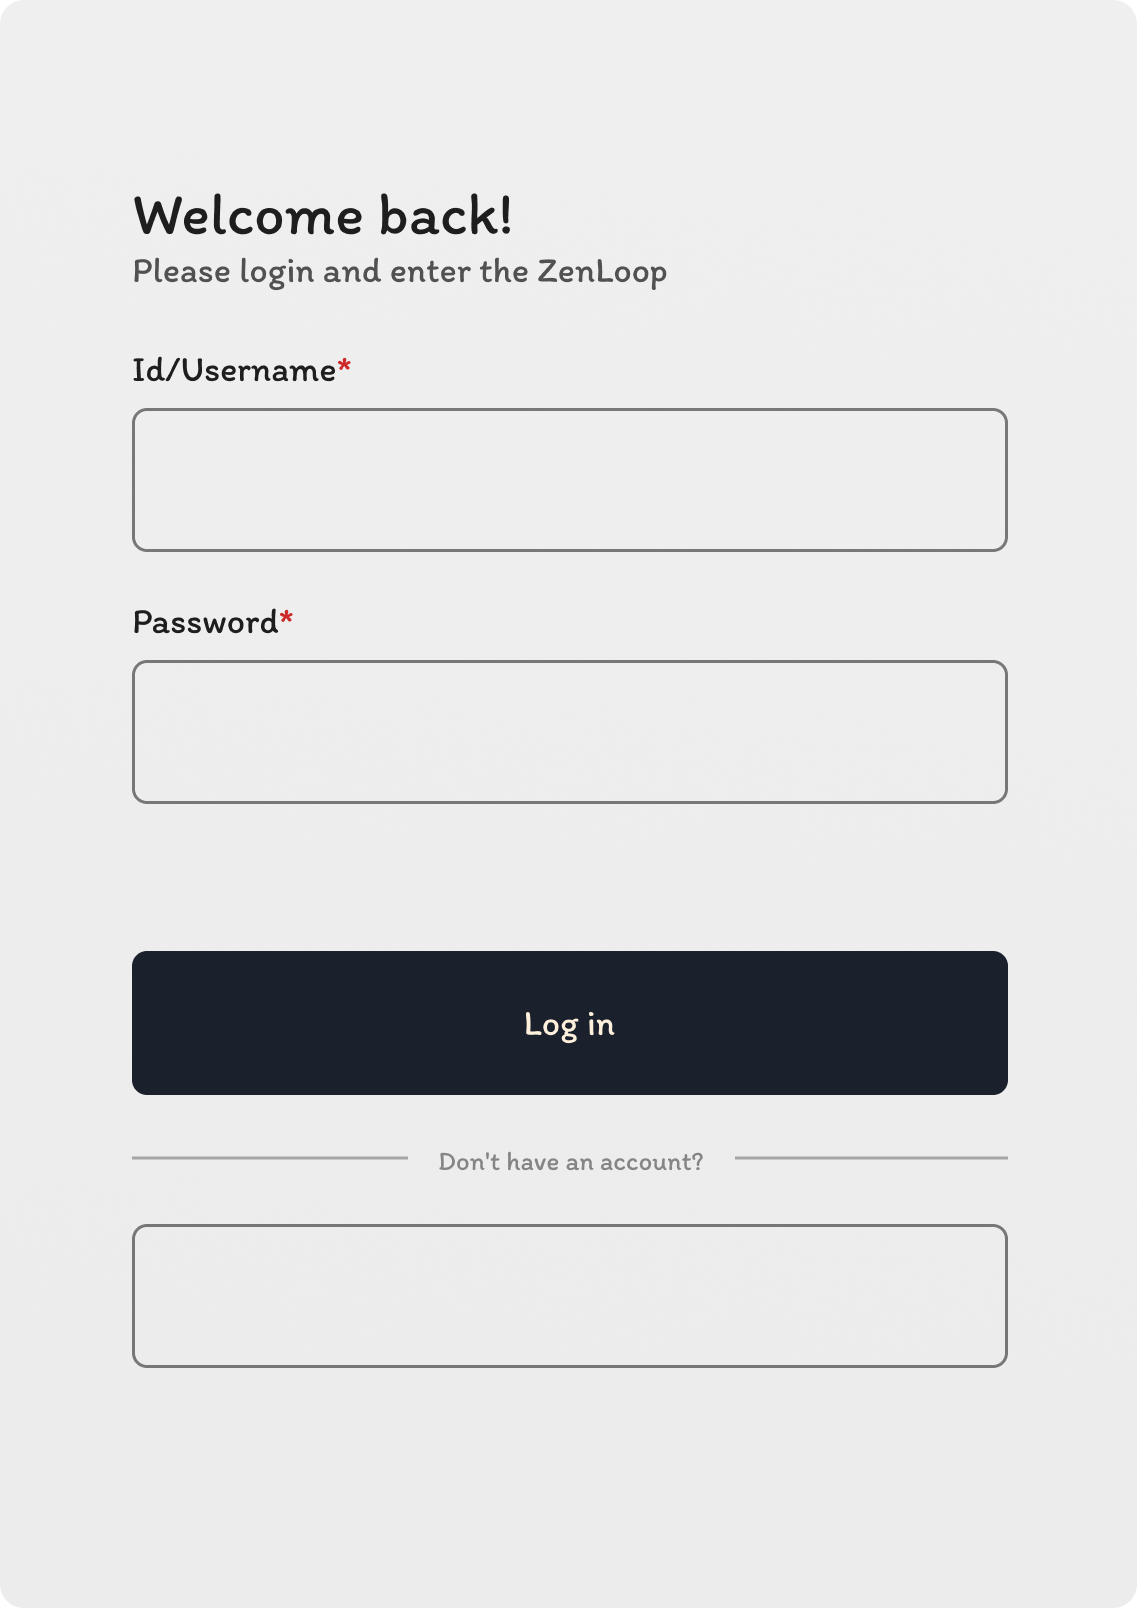 Welcome back!
Please login and enter the ZenLoop
Id/Username*
Password*
Log in
Don't have an account?